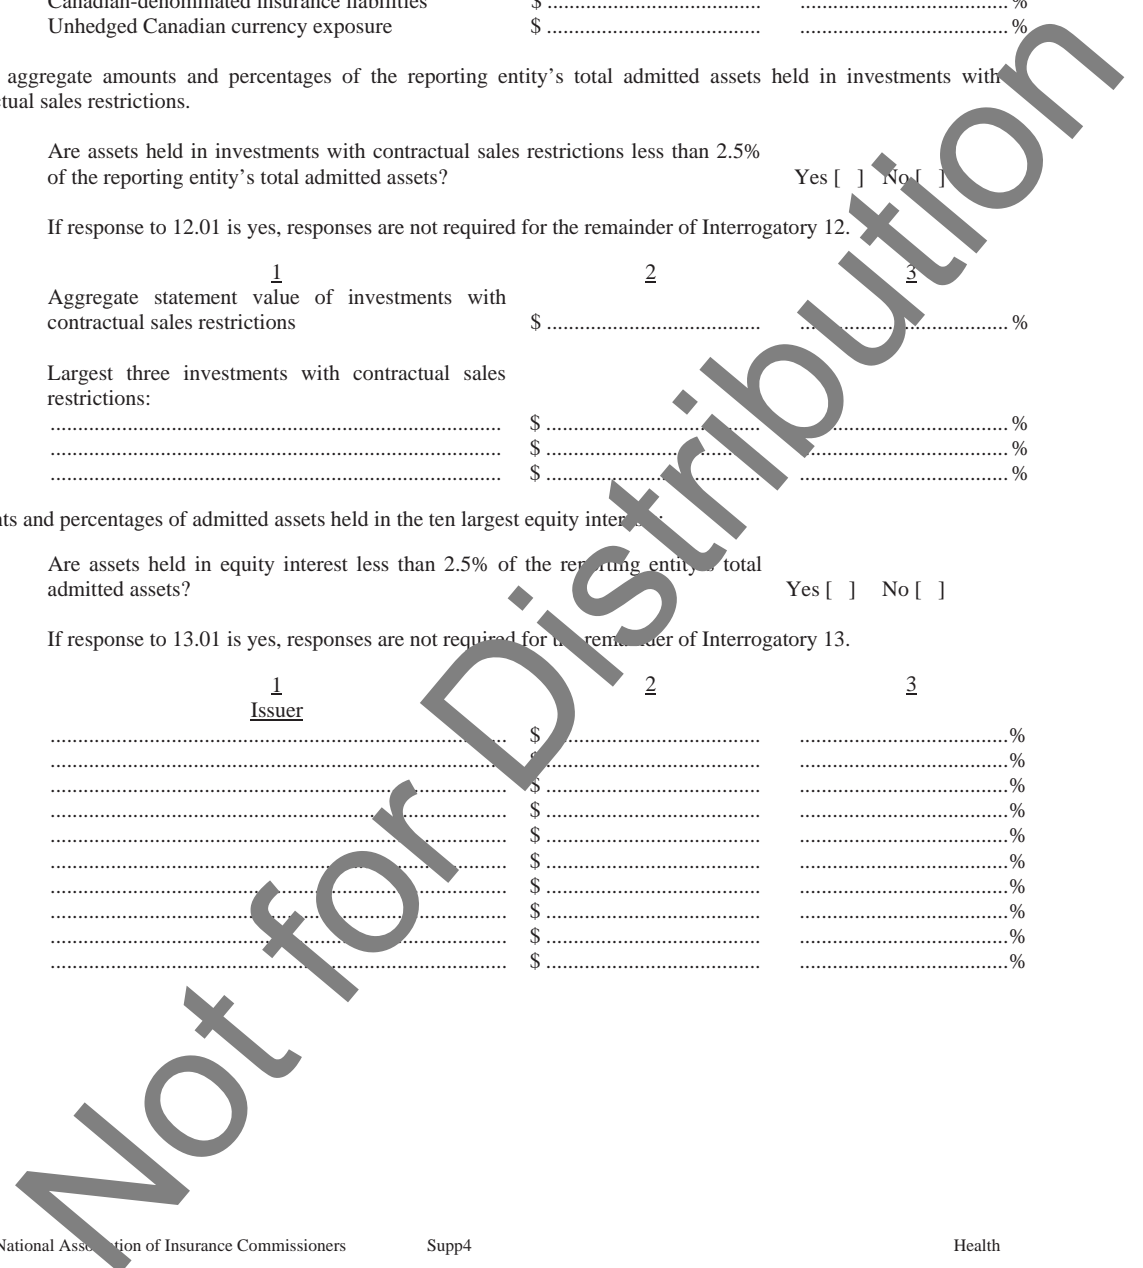 Canadian-denominated insurance liabilities $ ........................................ ....................................... %
Unhedged Canadian currency exposure $ ........................................ ....................................... %
aggregate amounts and percentages of the reporting entity's total admitted assets held in investments with
sales restrictions.
Are assets held in investments with contractual sales restrictions less than 2.5%
of the reporting entity's total admitted assets? Yes [ ] No [ ]
If response to 12.01 is yes, responses are not required for the remainder of Interrogatory 12.
1 2 3
Aggregate statement value of investments with
contractual sales restrictions $ ........................................ ....................................... %
Largest three investments with contractual sales
restrictions:
.................................................................................... $ ........................................ ....................................... %
.................................................................................... $ ........................................ ....................................... %
.................................................................................... $ ........................................ ....................................... %
and percentages of admitted assets held in the ten largest equity :
Are assets held in equity interest less than 2.5% of the reporting entity's total
admitted assets? Yes [ ] No [ ]
If response to 13.01 is yes, responses are not required for the remainder of Interrogatory 13.
1 2 3
Issuer
..................................................................................... $ ........................................ .......................................%
..................................................................................... $ ........................................ .......................................%
..................................................................................... $ ........................................ .......................................%
..................................................................................... $ ........................................ .......................................%
..................................................................................... $ ........................................ .......................................%
..................................................................................... $ ........................................ .......................................%
..................................................................................... $ ........................................ .......................................%
..................................................................................... $ ........................................ .......................................%
..................................................................................... $ ........................................ .......................................%
..................................................................................... $ ........................................ .......................................%
National Association of Insurance Commissioners Supp4 Health
Not for Distribution